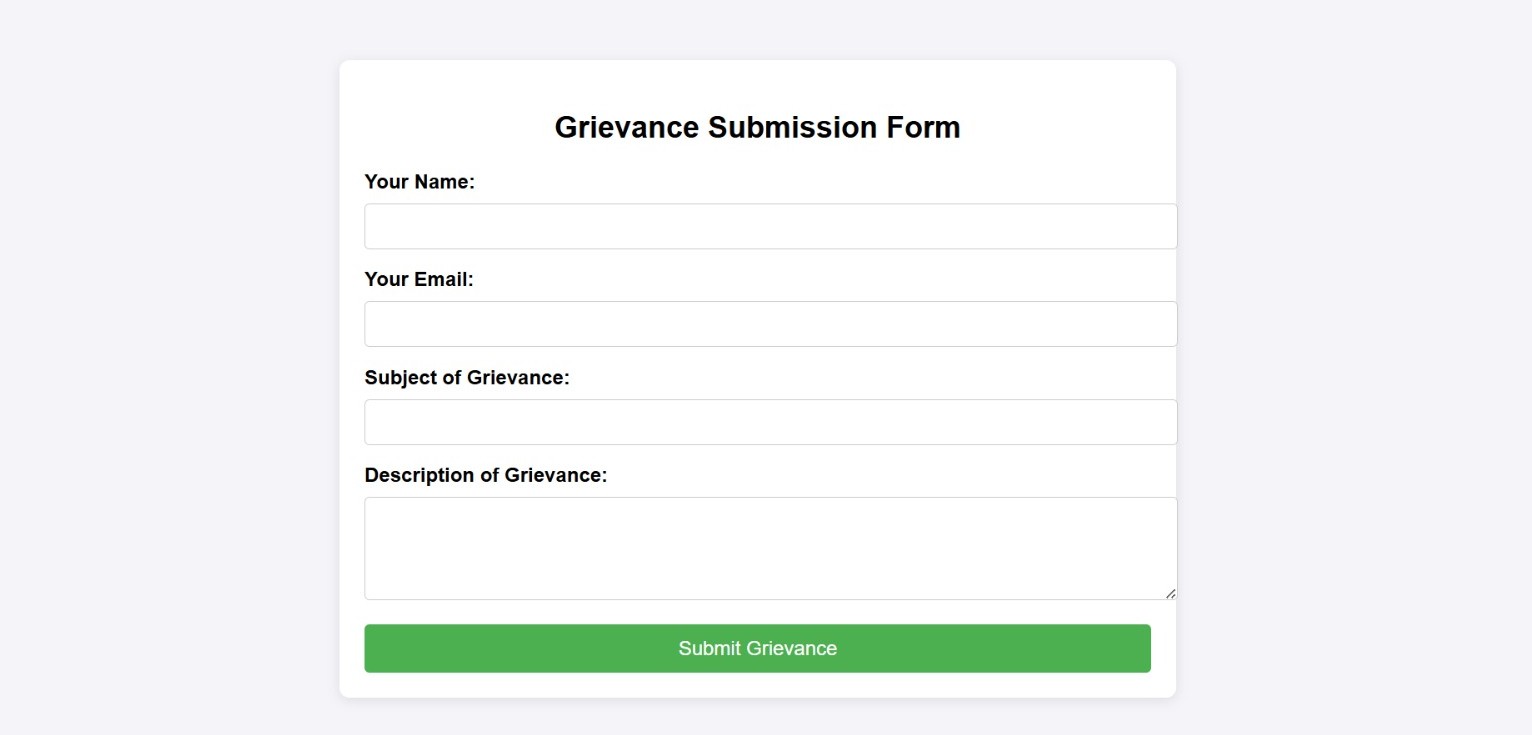 Grievance Submission Form
Your Name:
Your Email:
Subject of Grievance:
Description of Grievance:
Submit Grievance